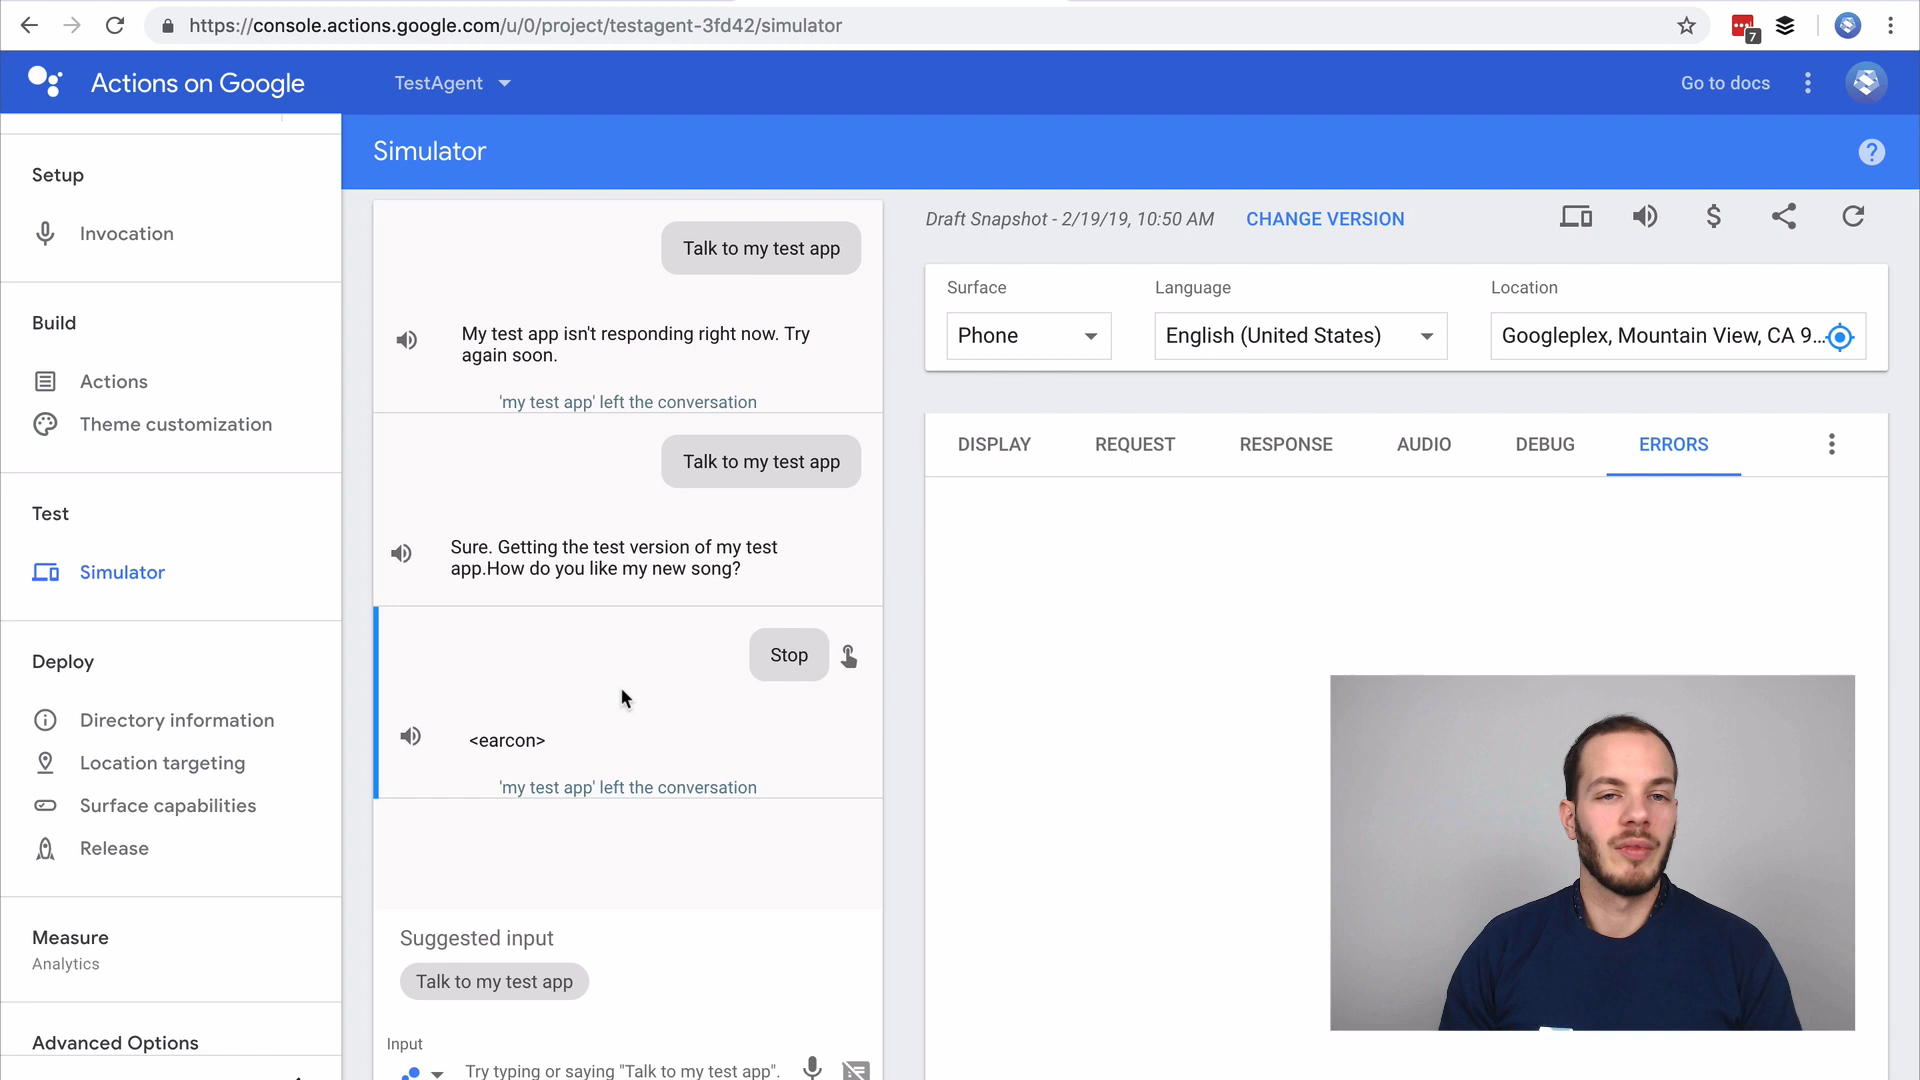 https://console.actions.google.com/u/0/project/testagent-3fd42/simulator
7
Actions on Google
TestAgent
Go to docs
Simulator
?
Setup
Invocation
Build
Actions
Theme customization
Test
Simulator
Deploy
Directory information
Location targeting
Surface capabilities
Release
Measure
Analytics
Advanced Options
Talk to my test app
My test app isn't responding right now. Try
again soon.
'my test app' left the conversation
Talk to my test app
Sure. Getting the test version of my test
app.How do you like my new song?
Stop
<earcon>
'my test app' left the conversation
Suggested input
Talk to my test app
Input
Try typing or saying "Talk to my test app".
Draft Snapshot - 2/19/19, 10:50 AM
CHANGE VERSION
$
Surface
Phone
Language
English (United States)
Location
Googleplex, Mountain View, CA 9...
DISPLAY
REQUEST
RESPONSE
AUDIO
DEBUG
ERRORS